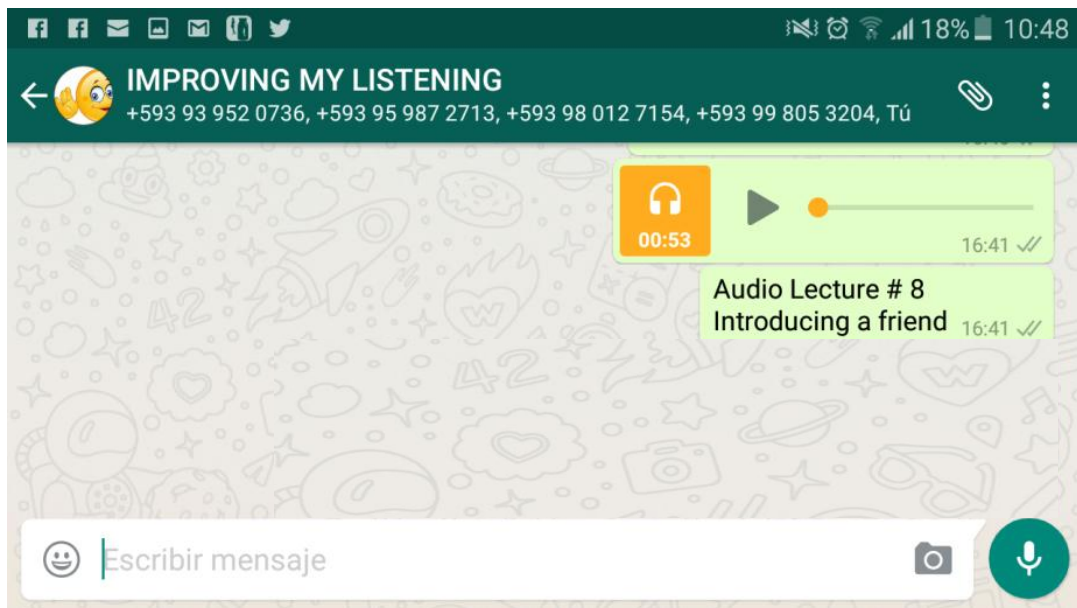 18% 10:48
IMPROVING MY LISTENING
+593 93 952 0736, +593 95 987 2713, +593 98 012 7154, +593 99 805 3204, Tú
00:53
16:41
Audio Lecture # 8
Introducing a friend 16:41
Escribir mensaje